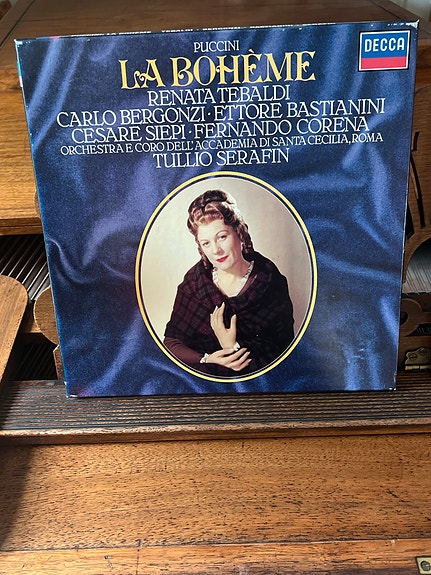 PUCCINI
LA BOHÈME
DECCA
RENATA TEBALDI
CARLO BERGONZI · ETTORE BASTIANINI
CESARE SIEPI · FERNANDO CORENA
ORCHESTRA E CORO DELL'ACCADEMIA DI SANTA CECILIA, ROMA
TULLIO SERAFIN